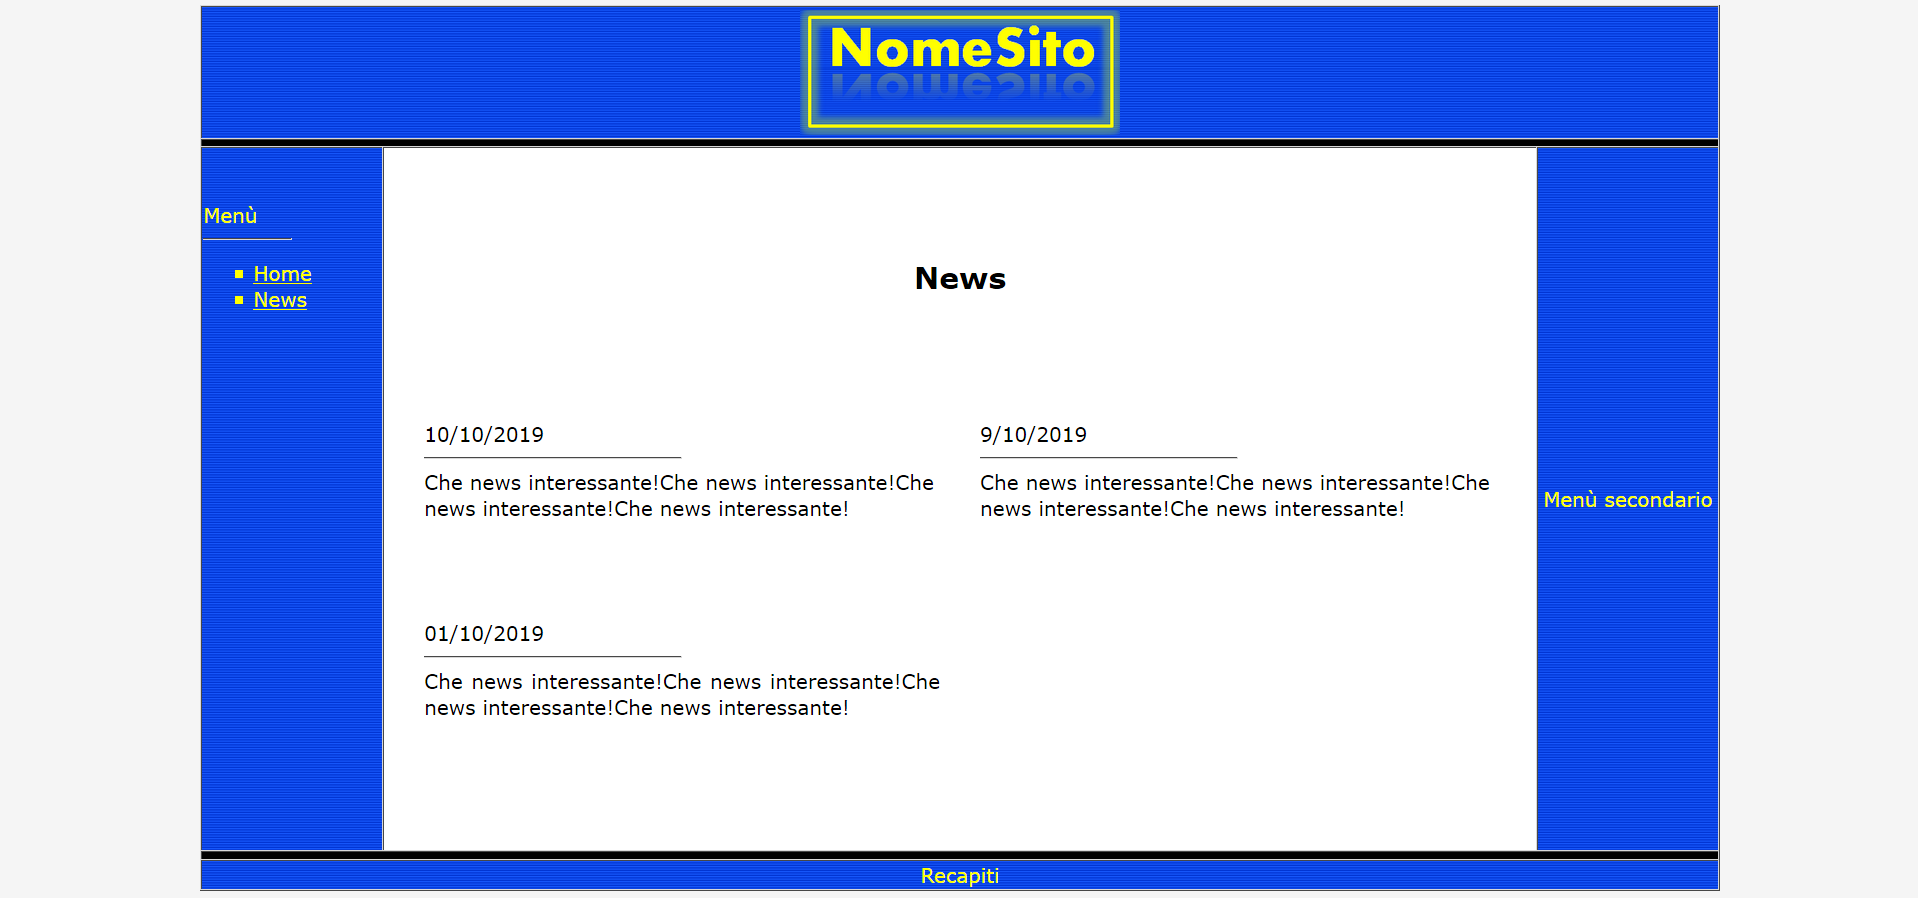 NomeSito
Menù
Home
News
News
10/10/2019
Che news interessante!Che news interessante!Che
news interessante!Che news interessante!
9/10/2019
Che news interessante!Che news interessante!Che
news interessante!Che news interessante!
01/10/2019
Che news interessante!Che news interessante!Che
news interessante!Che news interessante!
Menù secondario
Recapiti